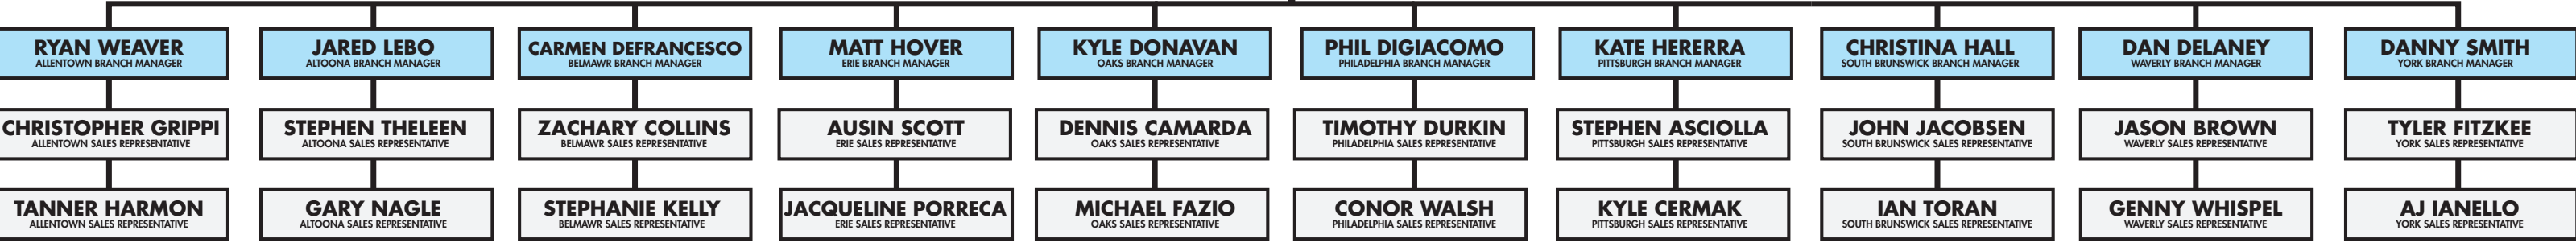 RYAN WEAVER
ALLENTOWN BRANCH MANAGER
JARED LEBO
ALTOONA BRANCH MANAGER
CARMEN DEFRANCESCO
BELMAWR BRANCH MANAGER
MATT HOVER
ERIE BRANCH MANAGER
KYLE DONAVAN
OAKS BRANCH MANAGER
PHIL DIGIACOMO
PHILADELPHIA BRANCH MANAGER
KATE HERERRA
PITTSBURGH BRANCH MANAGER
CHRISTINA HALL
SOUTH BRUNSWICK BRANCH MANAGER
DAN DELANEY
WAVERLY BRANCH MANAGER
DANNY SMITH
YORK BRANCH MANAGER
CHRISTOPHER GRIPPI
ALLENTOWN SALES REPRESENTATIVE
STEPHEN THELEEN
ALTOONA SALES REPRESENTATIVE
ZACHARY COLLINS
BELMAWR SALES REPRESENTATIVE
AUSIN SCOTT
ERIE SALES REPRESENTATIVE
DENNIS CAMARDA
OAKS SALES REPRESENTATIVE
TIMOTHY DURKIN
PHILADELPHIA SALES REPRESENTATIVE
STEPHEN ASCIOLLA
PITTSBURGH SALES REPRESENTATIVE
JOHN JACOBSEN
SOUTH BRUNSWICK SALES REPRESENTATIVE
JASON BROWN
WAVERLY SALES REPRESENTATIVE
TYLER FITZKEE
YORK SALES REPRESENTATIVE
TANNER HARMON
ALLENTOWN SALES REPRESENTATIVE
GARY NAGLE
ALTOONA SALES REPRESENTATIVE
STEPHANIE KELLY
BELMAWR SALES REPRESENTATIVE
JACQUELINE PORRECA
ERIE SALES REPRESENTATIVE
MICHAEL FAZIO
OAKS SALES REPRESENTATIVE
CONOR WALSH
PHILADELPHIA SALES REPRESENTATIVE
KYLE CERMAK
PITTSBURGH SALES REPRESENTATIVE
IAN TORAN
SOUTH BRUNSWICK SALES REPRESENTATIVE
GENNY WHISPEL
WAVERLY SALES REPRESENTATIVE
AJ IANELLO
YORK SALES REPRESENTATIVE